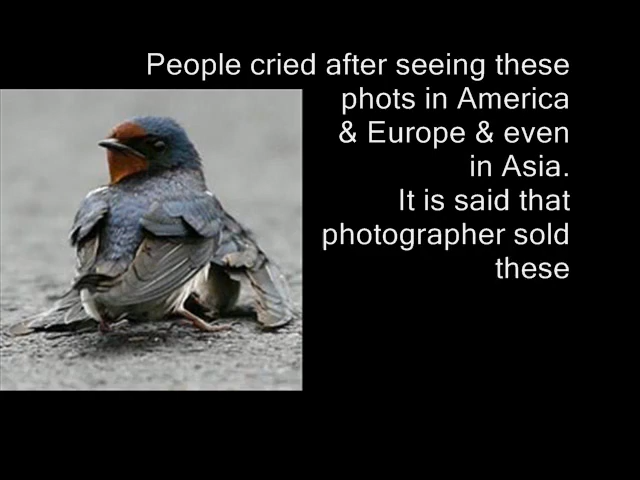 People cried after seeing these
phots in America
& Europe & even
in Asia.
It is said that
photographer sold
these